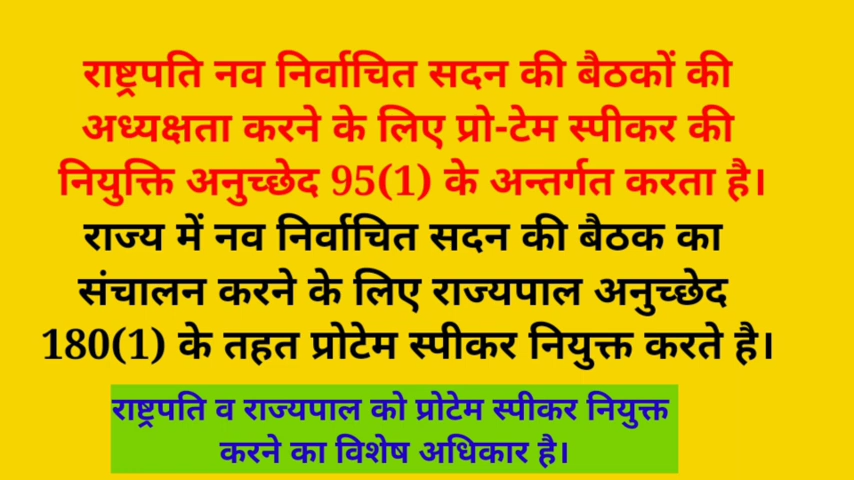 राष्ट्रपति नव निर्वाचित सदन की बैठकों की
अध्यक्षता करने के लिए प्रो-टेम स्पीकर की
नियुक्ति अनुच्छेद 95(1) के अन्तर्गत करता है।
राज्य में नव निर्वाचित सदन की बैठक का
संचालन करने के लिए राज्यपाल अनुच्छेद
180(1) के तहत प्रोटेम स्पीकर नियुक्त करते है।
राष्ट्रपति व राज्यपाल को प्रोटेम स्पीकर नियुक्त
करने का विशेष अधिकार है।